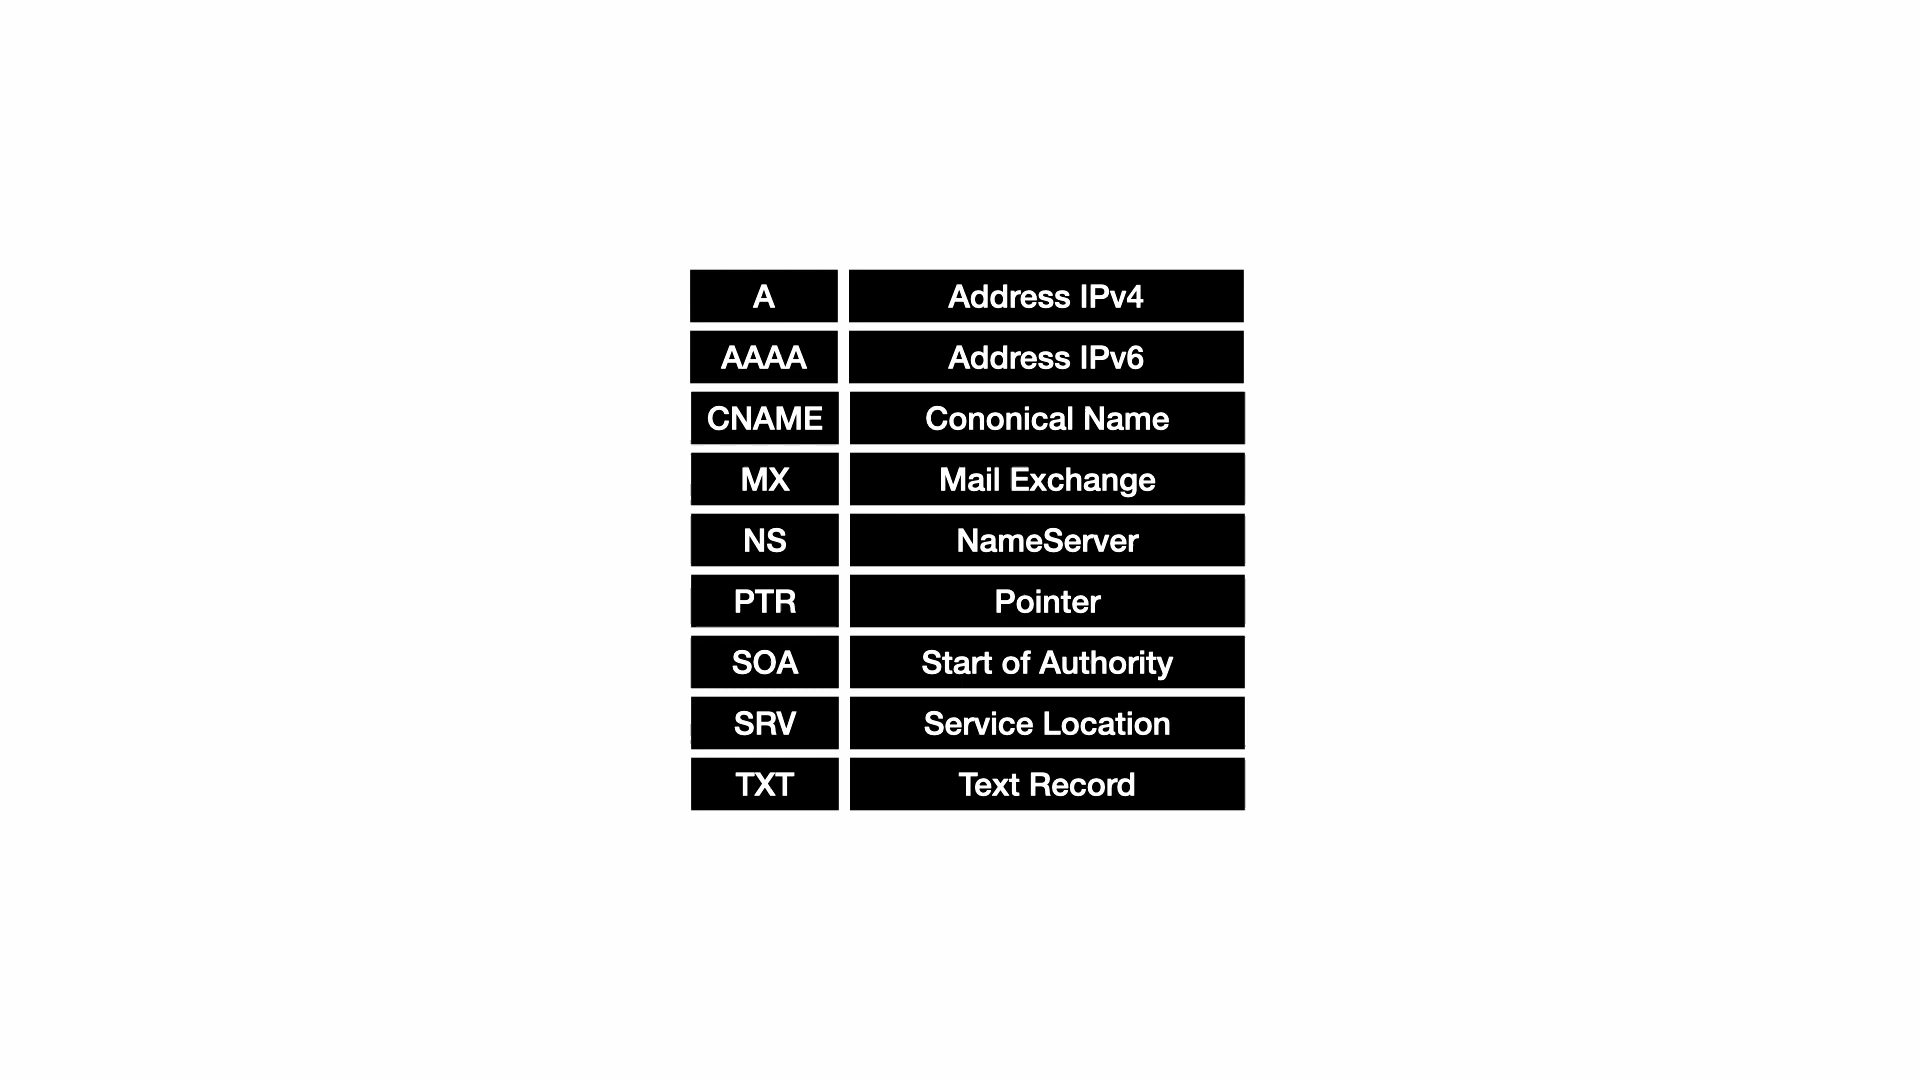 A Address IPv4
AAAA Address IPv6
CNAME Cononical Name
MX Mail Exchange
NS NameServer
PTR Pointer
SOA Start of Authority
SRV Service Location
TXT Text Record